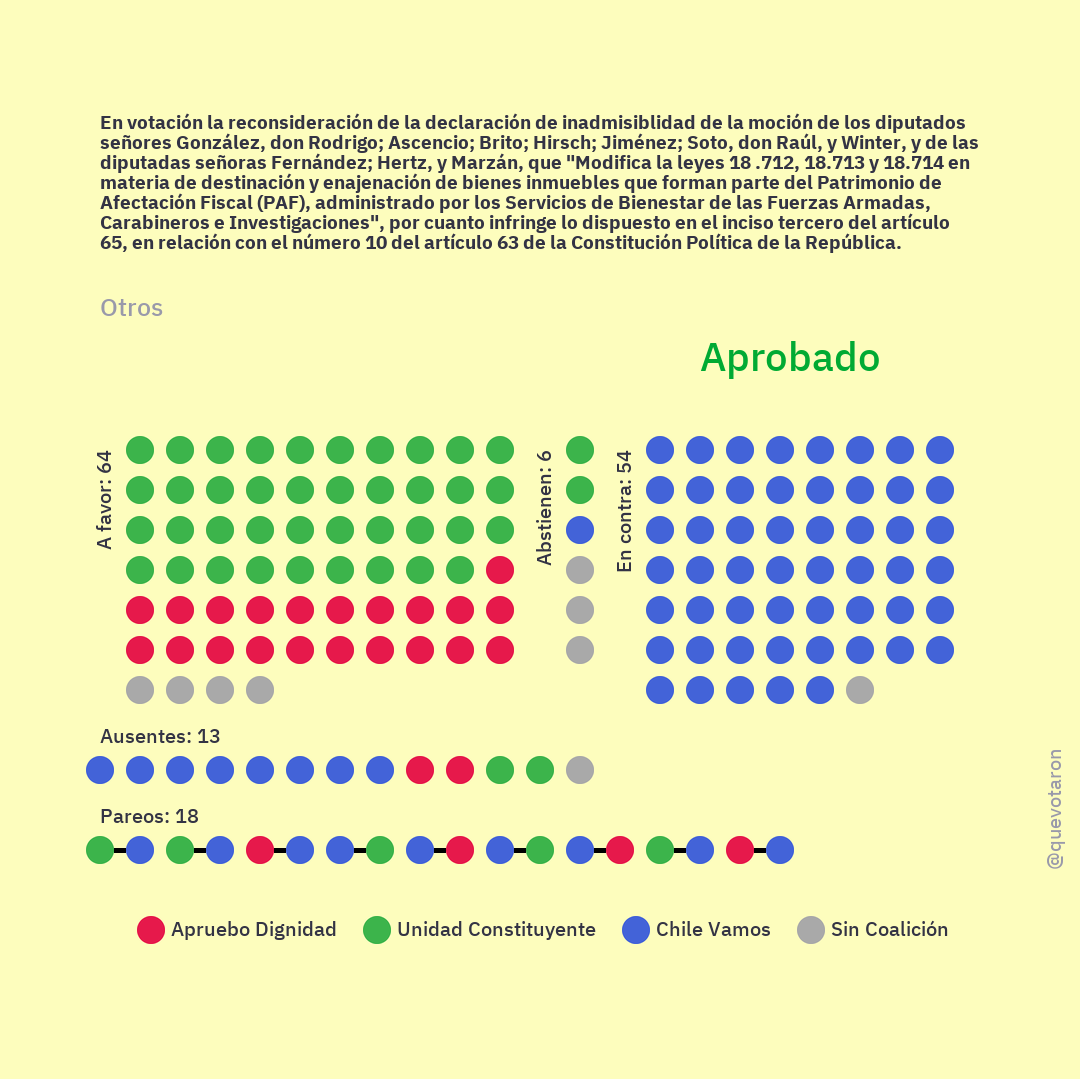 En votación la reconsideración de la declaración de inadmisiblidad de la moción de los diputados
señores González, don Rodrigo; Ascencio; Brito; Hirsch; Jiménez; Soto, don Raúl, y Winter, y de las
diputadas señoras Fernández; Hertz, y Marzán, que "Modifica la leyes 18 .712, 18.713 y 18.714 en
materia de destinación y enajenación de bienes inmuebles que forman parte del Patrimonio de
Afectación Fiscal (PAF), administrado por los Servicios de Bienestar de las Fuerzas Armadas,
Carabineros e Investigaciones", por cuanto infringe lo dispuesto en el inciso tercero del artículo
65, en relación con el número 10 del artículo 63 de la Constitución Política de la República.
Otros
Aprobado
A favor: 64
Abstienen: 6
En contra: 54
Ausentes: 13
Pareos: 18
@quevotaron
Apruebo Dignidad
Unidad Constituyente
Chile Vamos
Sin Coalición